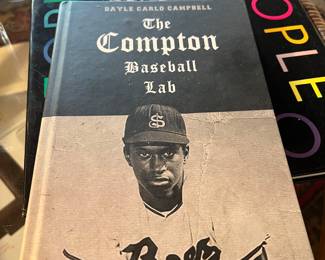 DAYLE CARLO CAMPBELL
The
Compton
Baseball
Lab
S
OPLE